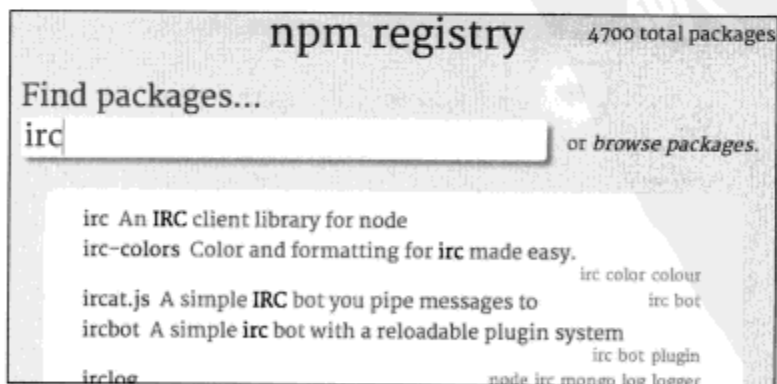 npm registry
4700 total packages
Find packages...
irc
or browse packages.
irc An IRC client library for node
irc-colors Color and formatting for irc made easy.
irc color colour
ircat.js A simple IRC bot you pipe messages to
irc bot
ircbot A simple irc bot with a reloadable plugin system
irc bot plugin
irclog
node irc mongo log logger